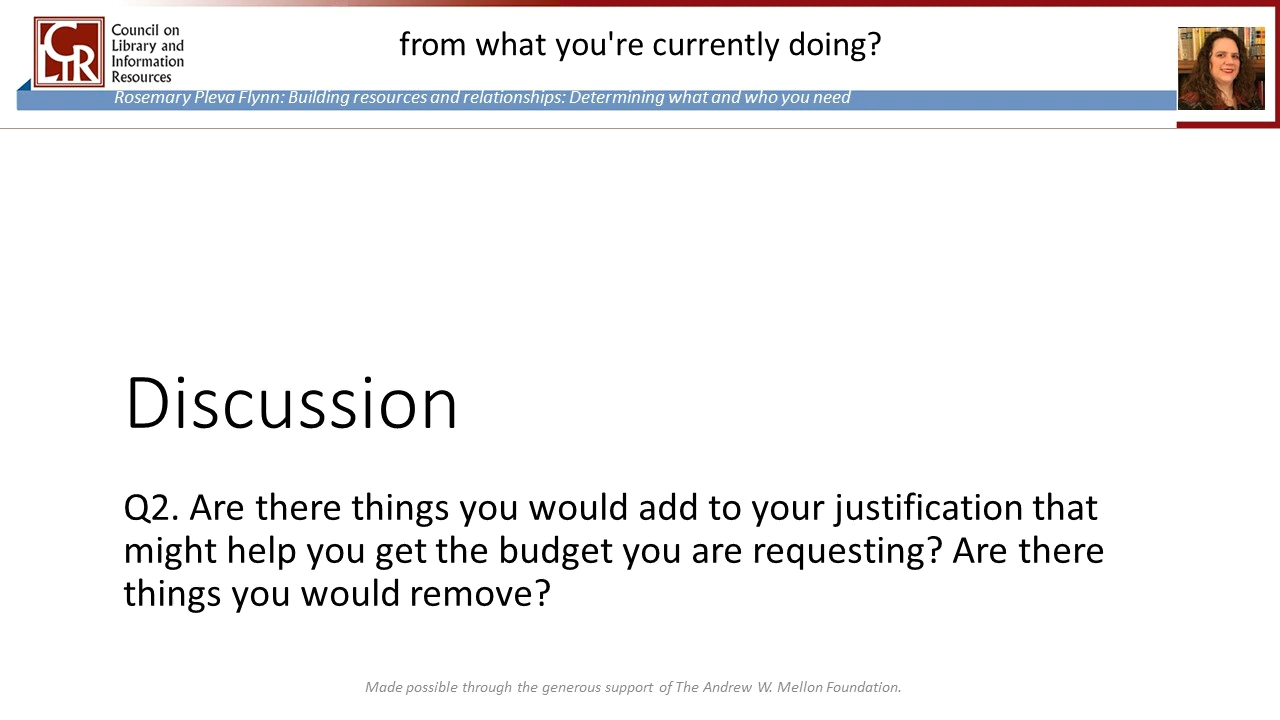 CLIR
Council on
Library and
Information
Resources
from what you're currently doing?
Rosemary Pleva Flynn: Building resources and relationships: Determining what and who you need
Discussion
Q2. Are there things you would add to your justification that
might help you get the budget you are requesting? Are there
things you would remove?
Made possible through the generous support of The Andrew W. Mellon Foundation.